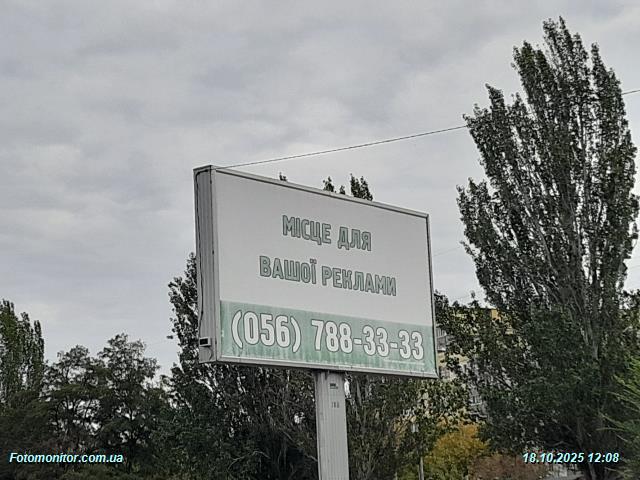 МІСЦЕ ДЛЯ
ВАШОЇ РЕКЛАМИ
(056) 788-33-33
Fotomonitor.com.ua
18.10.2025 12:08